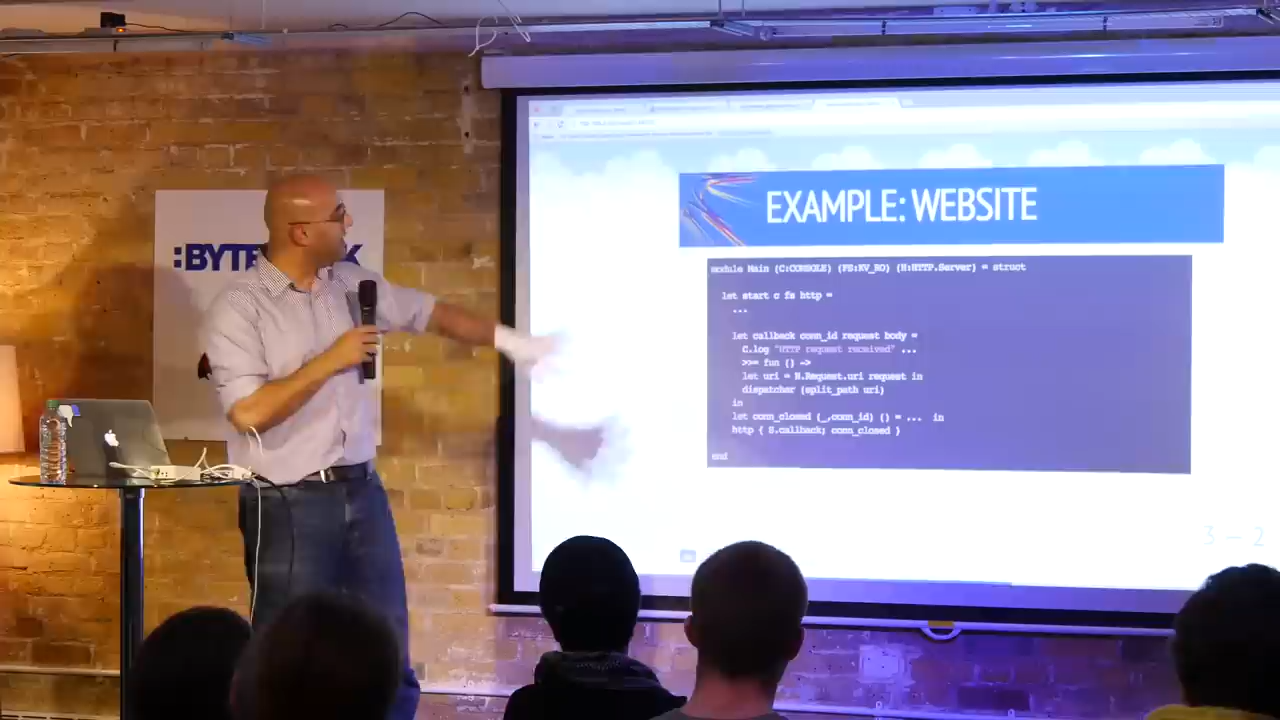 :BYTE
K
EXAMPLE: WEBSITE
module Main (C:CONSOLE) (FS:KV_RO) (H:HTTP.Server) = struct
let start c fs http =
...
let callback conn_id request body =
C.log "HTTP request received" ...
>>= fun () ->
let uri = H.Request.uri request in
dispatcher (split_path uri)
in
let conn_closed (_,conn_id) () = ... in
http { S.callback; conn_closed }
end
3 — 2